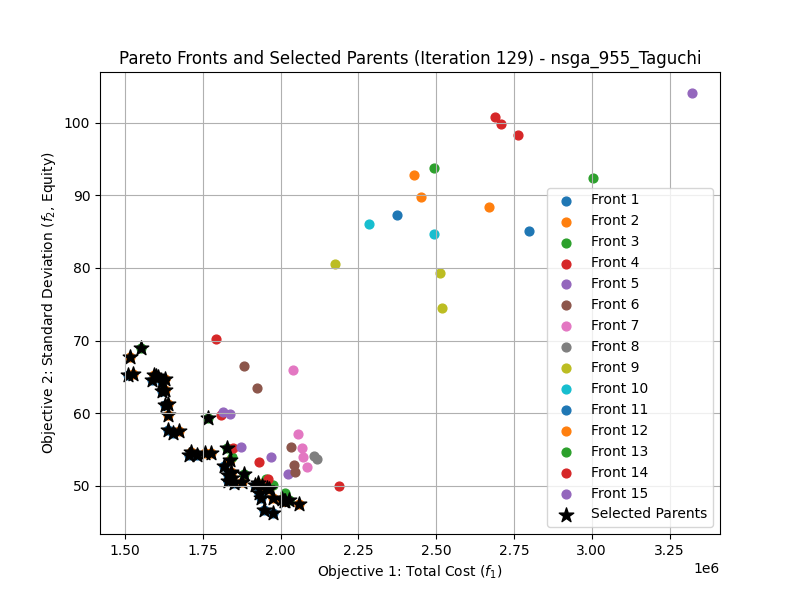 Pareto Fronts and Selected Parents (Iteration 129) - nsga_955_Taguchi
Objective 2: Standard Deviation (f₂, Equity)
100
90
80
70
60
50
Front 1
Front 2
Front 3
Front 4
Front 5
Front 6
Front 7
Front 8
Front 9
Front 10
Front 11
Front 12
Front 13
Front 14
Front 15
Selected Parents
1.50 1.75 2.00 2.25 2.50 2.75 3.00 3.25
1e6
Objective 1: Total Cost (f₁)